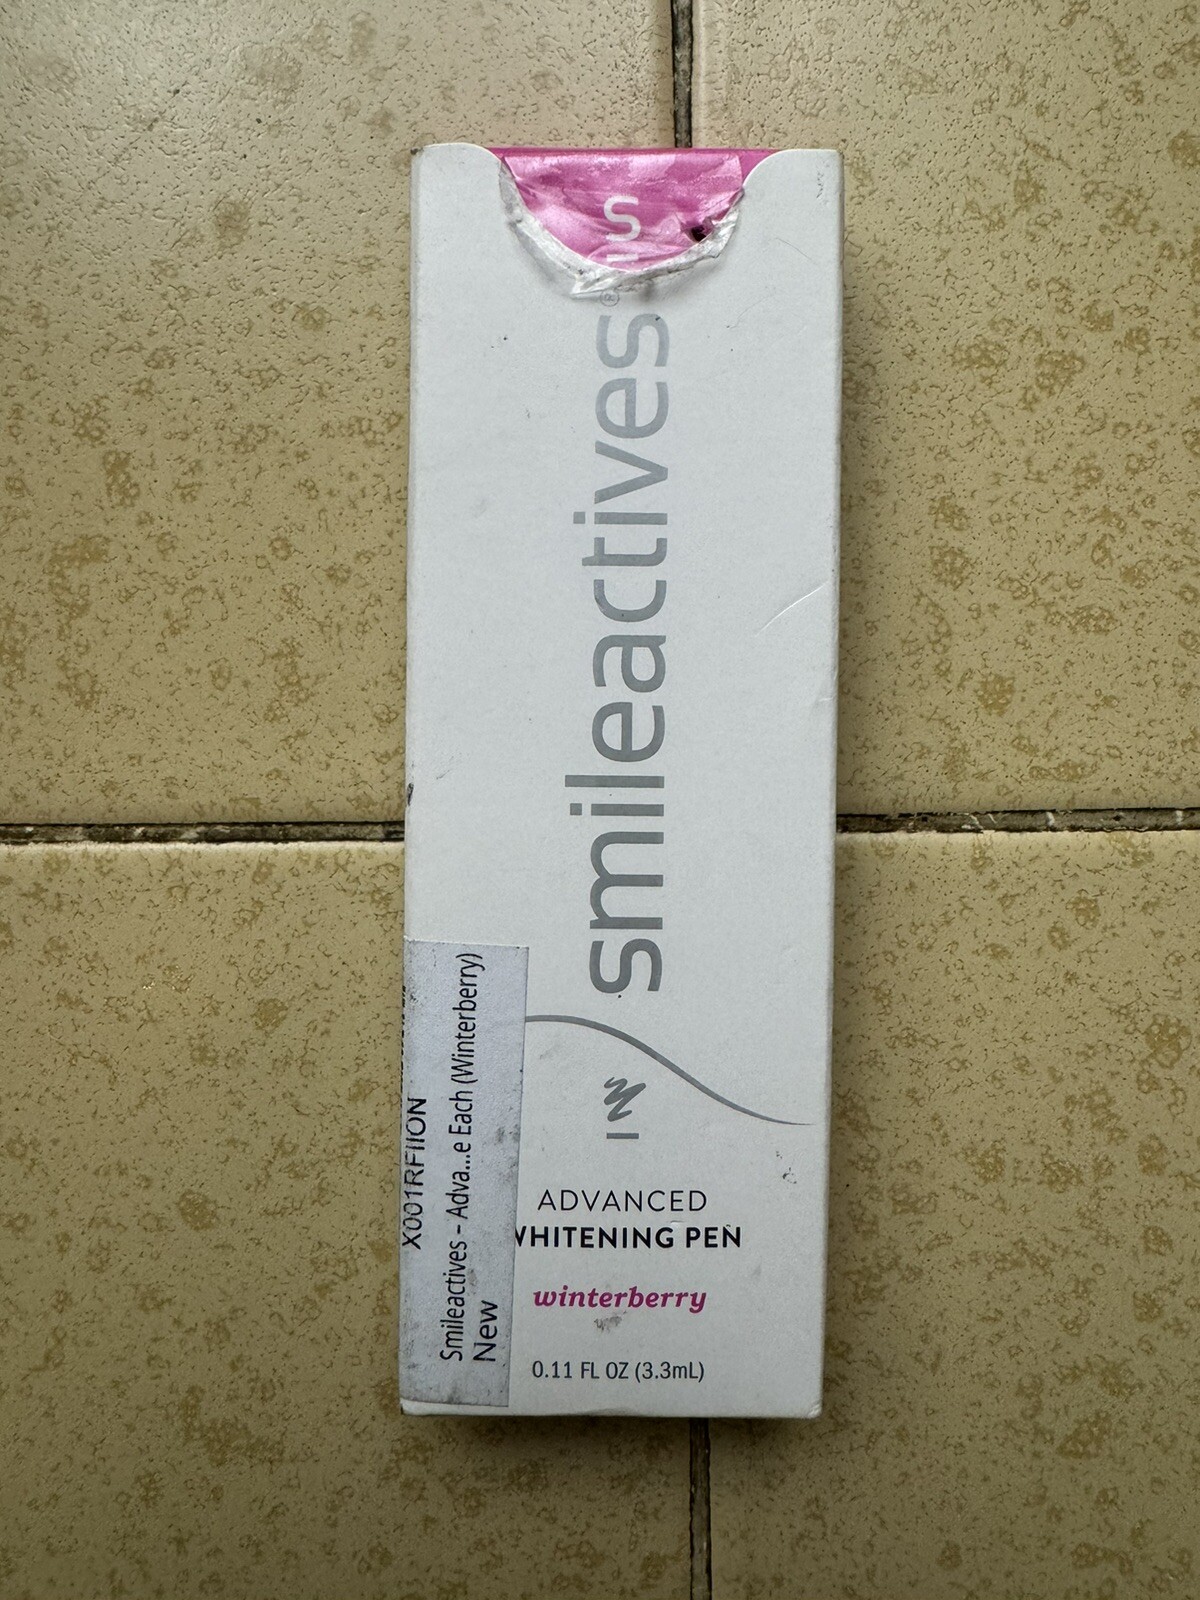 S
smileactives®
ADVANCED
WHITENING PEN
winterberry
0.11 FL OZ (3.3mL)
X001RFIION
Smileactives - Adva...e Each (Winterberry)
New